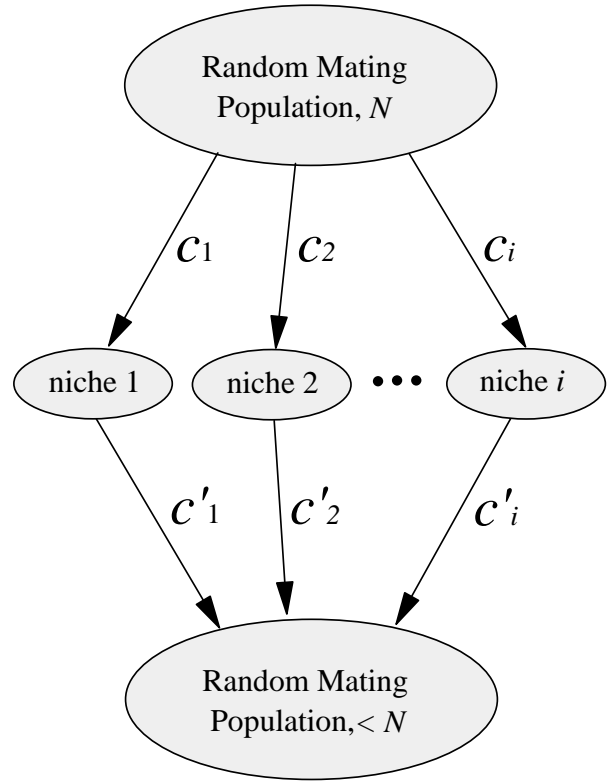 Random Mating
Population, N
c1
c2
ci
niche 1
niche 2
•••
niche i
c'1
c'2
c'i
Random Mating
Population,< N